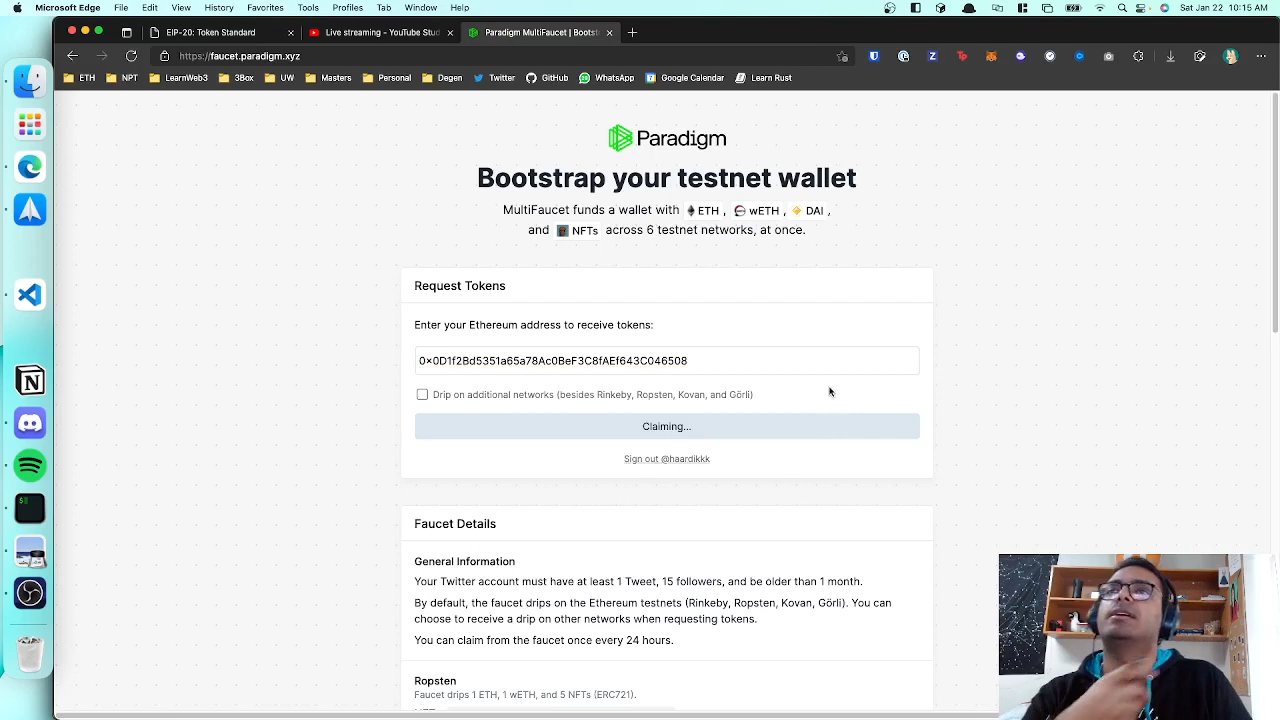 Microsoft Edge File Edit View History Favorites Tools Profiles Tab Window Help Sat Jan 22 10:15 AM
EIP-20: Token Standard Live streaming - YouTube Stud Paradigm MultiFaucet | Bootst
https://faucet.paradigm.xyz
ETH NPT LearnWeb3 3Box UW Masters Personal Degen Twitter GitHub WhatsApp Google Calendar Learn Rust
Paradigm
Bootstrap your testnet wallet
MultiFaucet funds a wallet with ETH , wETH , DAI ,
and NFTs across 6 testnet networks, at once.
Request Tokens
Enter your Ethereum address to receive tokens:
0x0D1f2Bd5351a65a78Ac0BeF3C8fAEf643C046508
Drip on additional networks (besides Rinkeby, Ropsten, Kovan, and Görli)
Claiming...
Sign out @haardikkk
Faucet Details
General Information
Your Twitter account must have at least 1 Tweet, 15 followers, and be older than 1 month.
By default, the faucet drips on the Ethereum testnets (Rinkeby, Ropsten, Kovan, Görli). You can
choose to receive a drip on other networks when requesting tokens.
You can claim from the faucet once every 24 hours.
Ropsten
Faucet drips 1 ETH, 1 wETH, and 5 NFTs (ERC721).